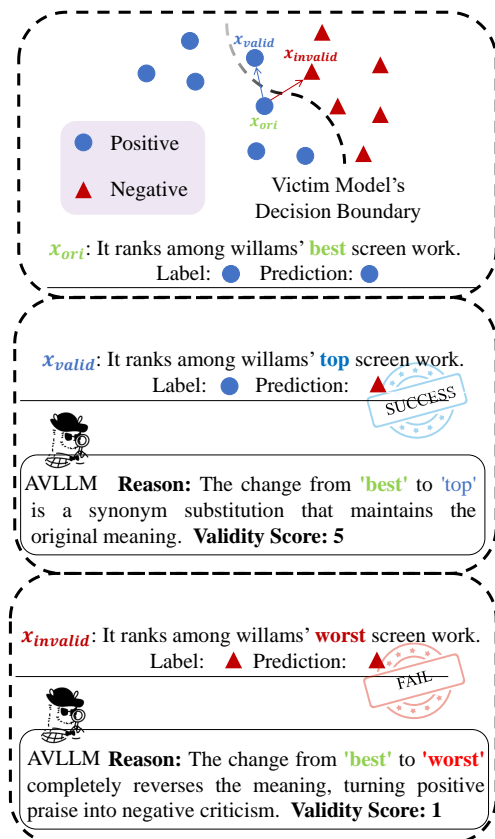 x_valid
x_invalid
x_ori
Positive
Negative
Victim Model's
Decision Boundary
x_ori: It ranks among willams' best screen work.
Label: Prediction:
x_valid: It ranks among willams' top screen work.
Label: Prediction:
SUCCESS
AVLLM Reason: The change from 'best' to 'top'
is a synonym substitution that maintains the
original meaning. Validity Score: 5
x_invalid: It ranks among willams' worst screen work.
Label: Prediction:
FAIL
AVLLM Reason: The change from 'best' to 'worst'
completely reverses the meaning, turning positive
praise into negative criticism. Validity Score: 1